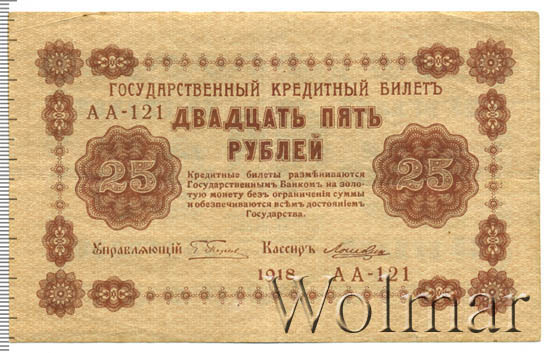 ГОСУДАРСТВЕННЫЙ КРЕДИТНЫЙ БИЛЕТЪ
АА-121
ДВАДЦАТЬ ПЯТЬ
РУБЛЕЙ
25
25
Кредитные билеты размѣниваются
Государственнымъ Банкомъ на золо-
тую монету безъ ограниченія суммы
и обезпечиваются всѣмъ достояніемъ
Государства.
Управляющій
Кассиръ
1918
АА-121
Wolmar